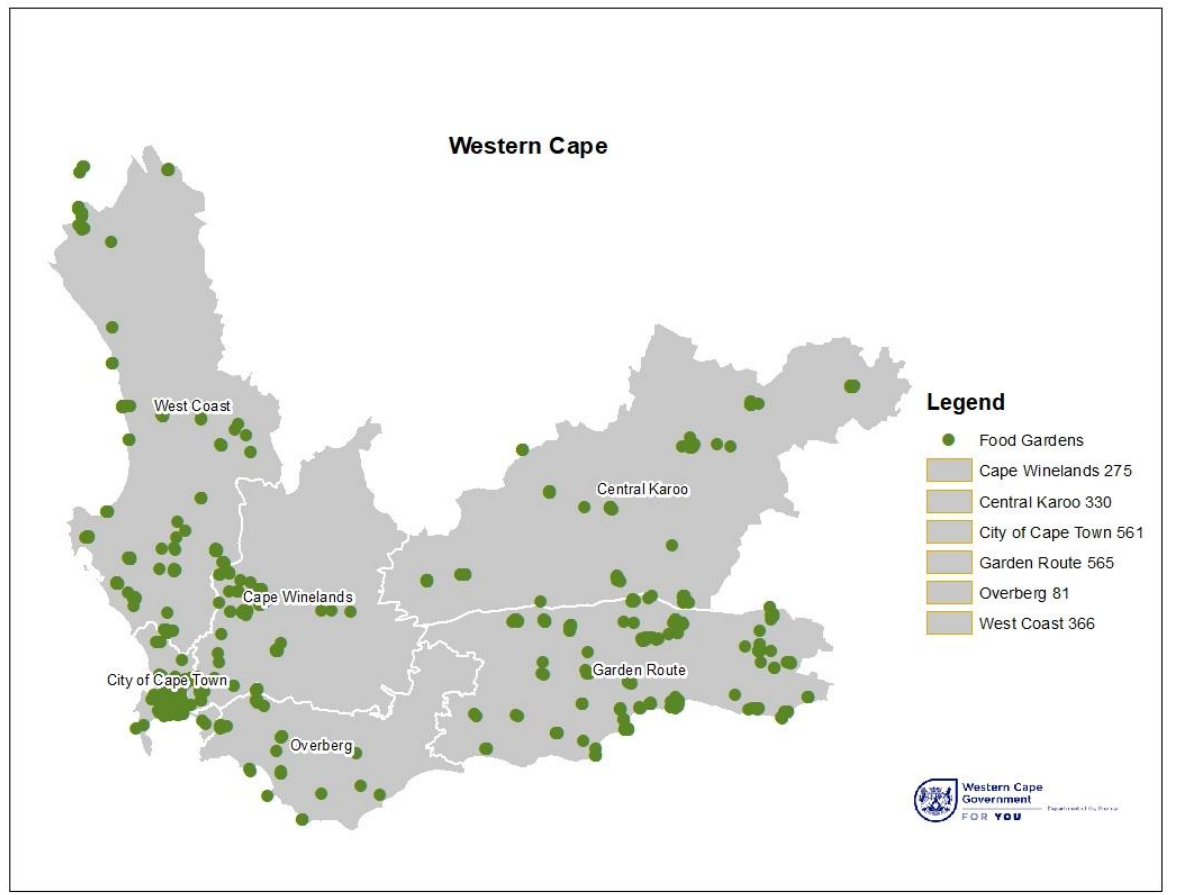 Western Cape
West Coast
Central Karoo
Cape Winelands
Garden Route
City of Cape Town
Overberg
Legend
Food Gardens
Cape Winelands 275
Central Karoo 330
City of Cape Town 561
Garden Route 565
Overberg 81
West Coast 366
Western Cape
Government
FOR YOU